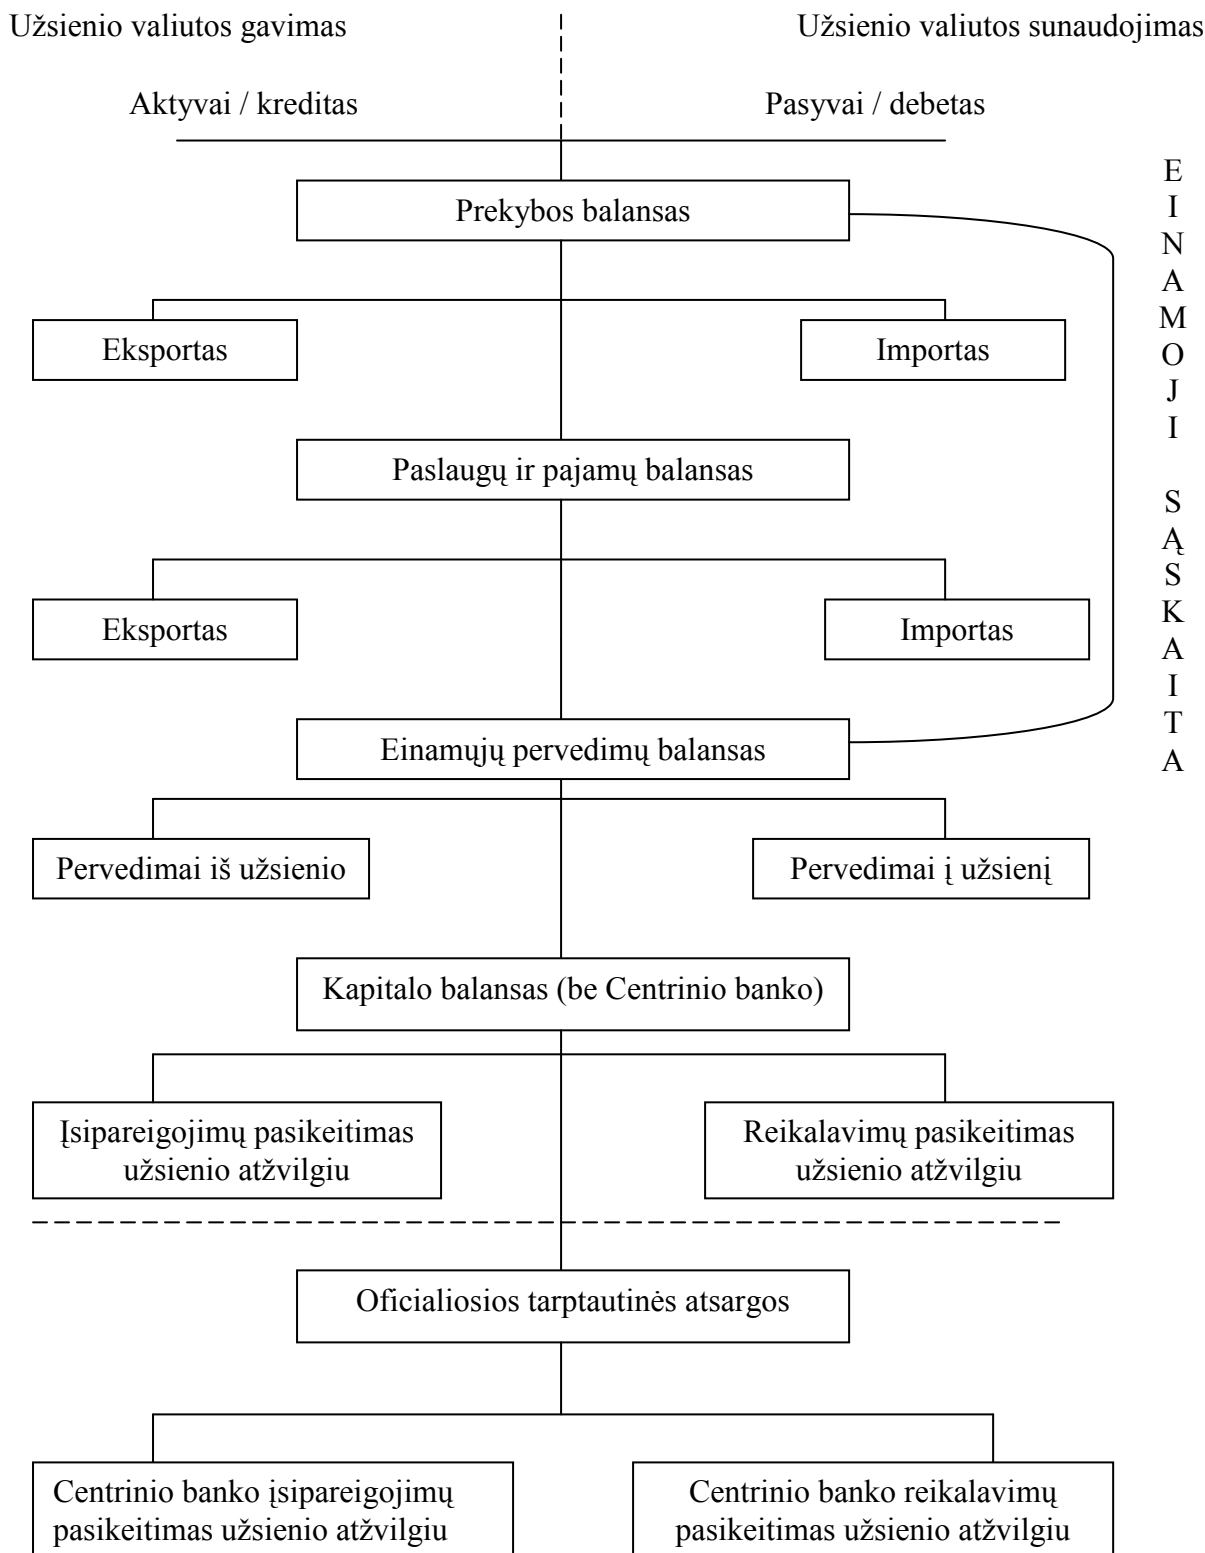 Užsienio valiutos gavimas
Užsienio valiutos sunaudojimas
Aktyvai / kreditas
Pasyvai / debetas
Prekybos balansas
Eksportas
Importas
Paslaugų ir pajamų balansas
Eksportas
Importas
Einamųjų pervedimų balansas
Pervedimai iš užsienio
Pervedimai į užsienį
Kapitalo balansas (be Centrinio banko)
Įsipareigojimų pasikeitimas
užsienio atžvilgiu
Reikalavimų pasikeitimas
užsienio atžvilgiu
Oficialiosios tarptautinės atsargos
Centrinio banko įsipareigojimų
pasikeitimas užsienio atžvilgiu
Centrinio banko reikalavimų
pasikeitimas užsienio atžvilgiu
E
I
N
A
M
O
J
I
S
Ą
S
K
A
I
T
A